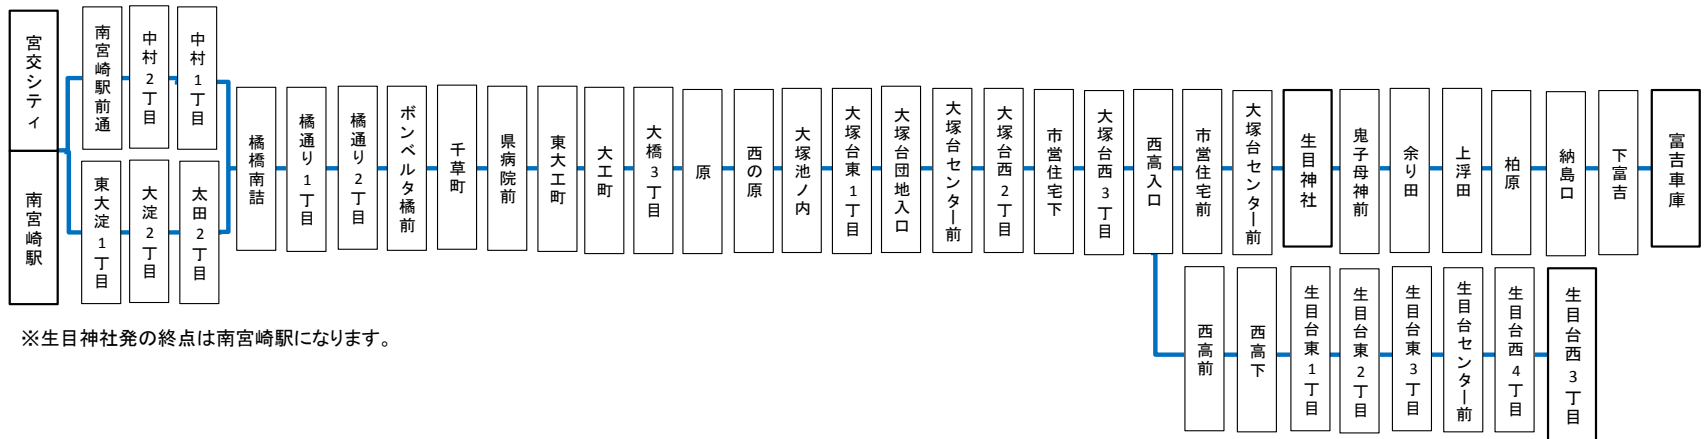 宮交シティ
南宮崎駅
南宮崎駅前通
中村2丁目
中村1丁目
東大淀1丁目
大淀2丁目
太田2丁目
橘橋南詰
橘通り1丁目
橘通り2丁目
ボンベルタ橘前
千草町
県病院前
東大工町
大工町
大橋3丁目
原
西の原
大塚池ノ内
大塚台東1丁目
大塚台団地入口
大塚台センター前
大塚台西2丁目
市営住宅下
大塚台西3丁目
西高入口
市営住宅前
大塚台センター前
生目神社
鬼子母神前
余り田
上浮田
柏原
納島口
下富吉
富吉車庫
西高前
西高下
生目台東1丁目
生目台東2丁目
生目台東3丁目
生目台センター前
生目台西4丁目
生目台西3丁目
※生目神社発の終点は南宮崎駅になります。